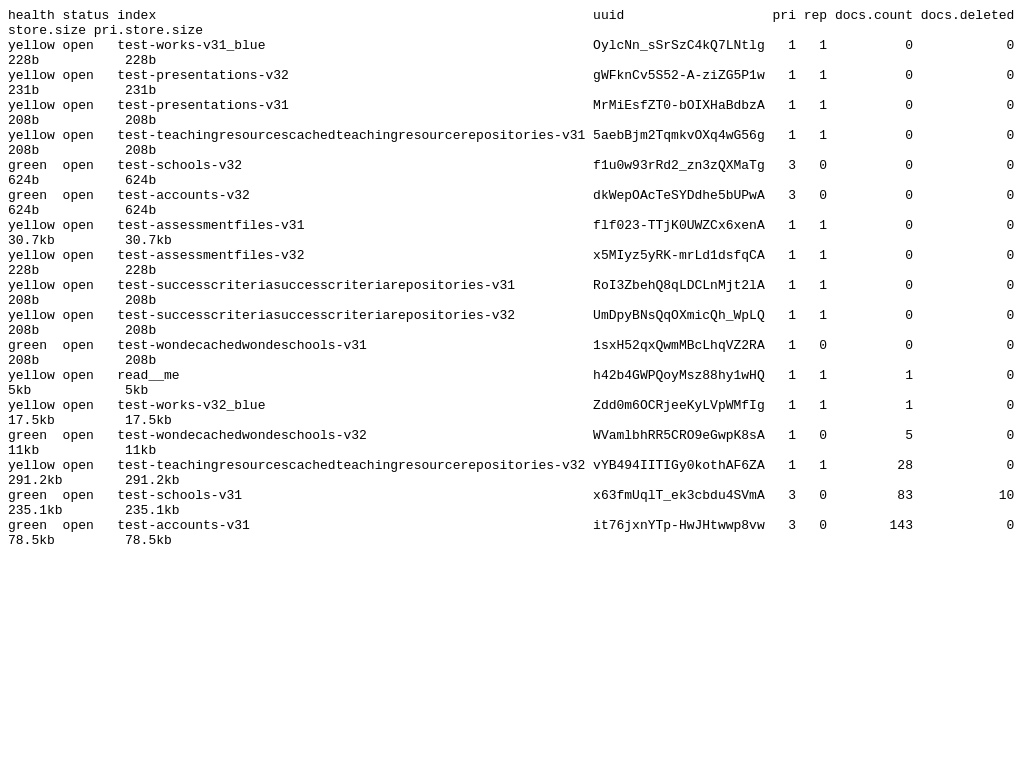 health status index                                                        uuid                   pri rep docs.count docs.deleted
store.size pri.store.size
yellow open   test-works-v31_blue                                          OylcNn_sSrSzC4kQ7LNtlg   1   1          0            0
228b           228b
yellow open   test-presentations-v32                                       gWFknCv5S52-A-ziZG5P1w   1   1          0            0
231b           231b
yellow open   test-presentations-v31                                       MrMiEsfZT0-bOIXHaBdbzA   1   1          0            0
208b           208b
yellow open   test-teachingresourcescachedteachingresourcerepositories-v31 5aebBjm2TqmkvOXq4wG56g   1   1          0            0
208b           208b
green  open   test-schools-v32                                             f1u0w93rRd2_zn3zQXMaTg   3   0          0            0
624b           624b
green  open   test-accounts-v32                                            dkWepOAcTeSYDdhe5bUPwA   3   0          0            0
624b           624b
yellow open   test-assessmentfiles-v31                                     flf023-TTjK0UWZCx6xenA   1   1          0            0
30.7kb         30.7kb
yellow open   test-assessmentfiles-v32                                     x5MIyz5yRK-mrLd1dsfqCA   1   1          0            0
228b           228b
yellow open   test-successcriteriasuccesscriteriarepositories-v31          RoI3ZbehQ8qLDCLnMjt2lA   1   1          0            0
208b           208b
yellow open   test-successcriteriasuccesscriteriarepositories-v32          UmDpyBNsQqOXmicQh_WpLQ   1   1          0            0
208b           208b
green  open   test-wondecachedwondeschools-v31                             1sxH52qxQwmMBcLhqVZ2RA   1   0          0            0
208b           208b
yellow open   read__me                                                     h42b4GWPQoyMsz88hy1wHQ   1   1          1            0
5kb            5kb
yellow open   test-works-v32_blue                                          Zdd0m6OCRjeeKyLVpWMfIg   1   1          1            0
17.5kb         17.5kb
green  open   test-wondecachedwondeschools-v32                             WVamlbhRR5CRO9eGwpK8sA   1   0          5            0
11kb           11kb
yellow open   test-teachingresourcescachedteachingresourcerepositories-v32 vYB494IITIGy0kothAF6ZA   1   1         28            0
291.2kb        291.2kb
green  open   test-schools-v31                                             x63fmUqlT_ek3cbdu4SVmA   3   0         83           10
235.1kb        235.1kb
green  open   test-accounts-v31                                            it76jxnYTp-HwJHtwwp8vw   3   0        143            0
78.5kb         78.5kb